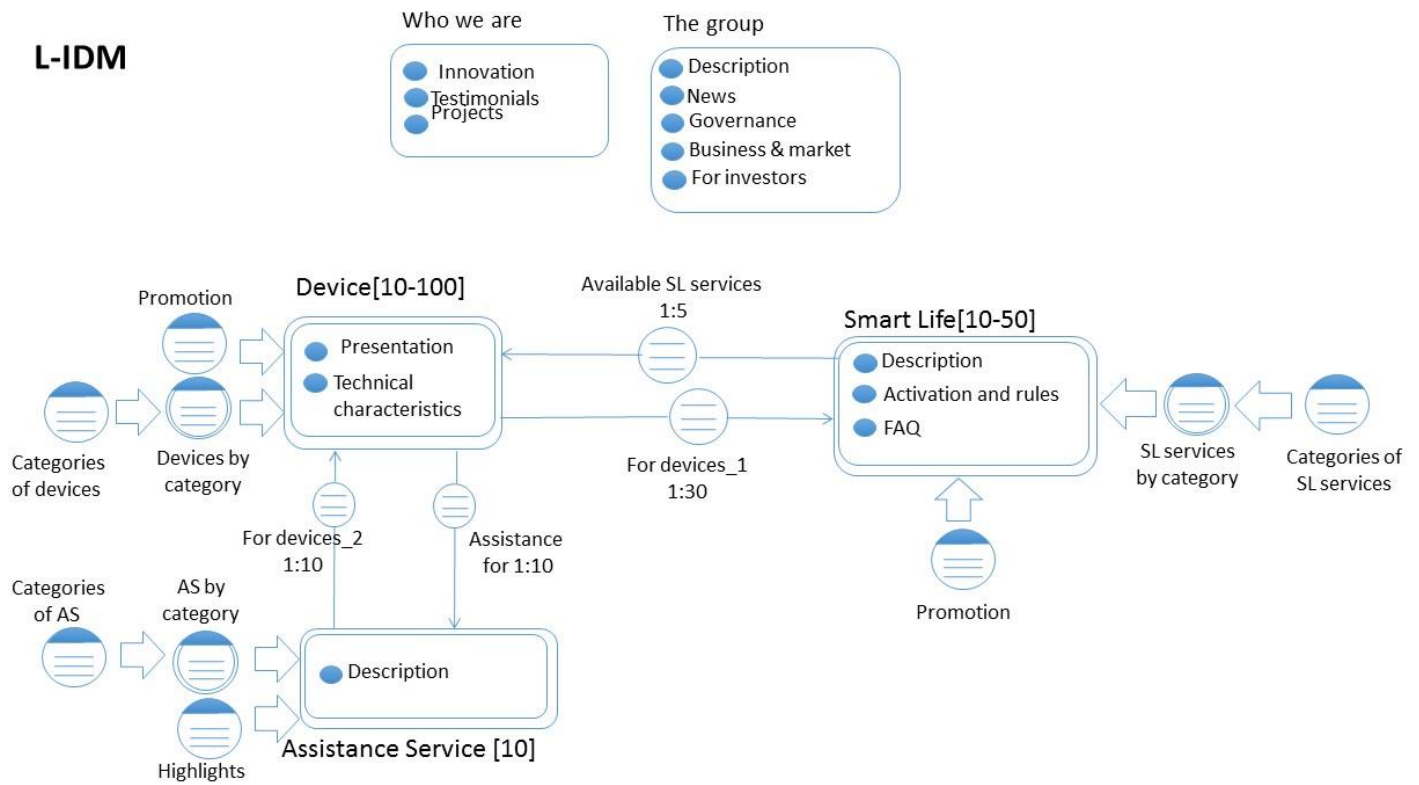 L-IDM
Who we are
Innovation
Testimonials
Projects
The group
Description
News
Governance
Business & market
For investors
Promotion
Device[10-100]
Presentation
Technical
characteristics
Categories
of devices
Devices by
category
Available SL services
1:5
For devices_1
1:30
Smart Life[10-50]
Description
Activation and rules
FAQ
SL services
by category
Categories of
SL services
Promotion
For devices_2
1:10
Assistance
for 1:10
Categories
of AS
AS by
category
Description
Highlights
Assistance Service [10]